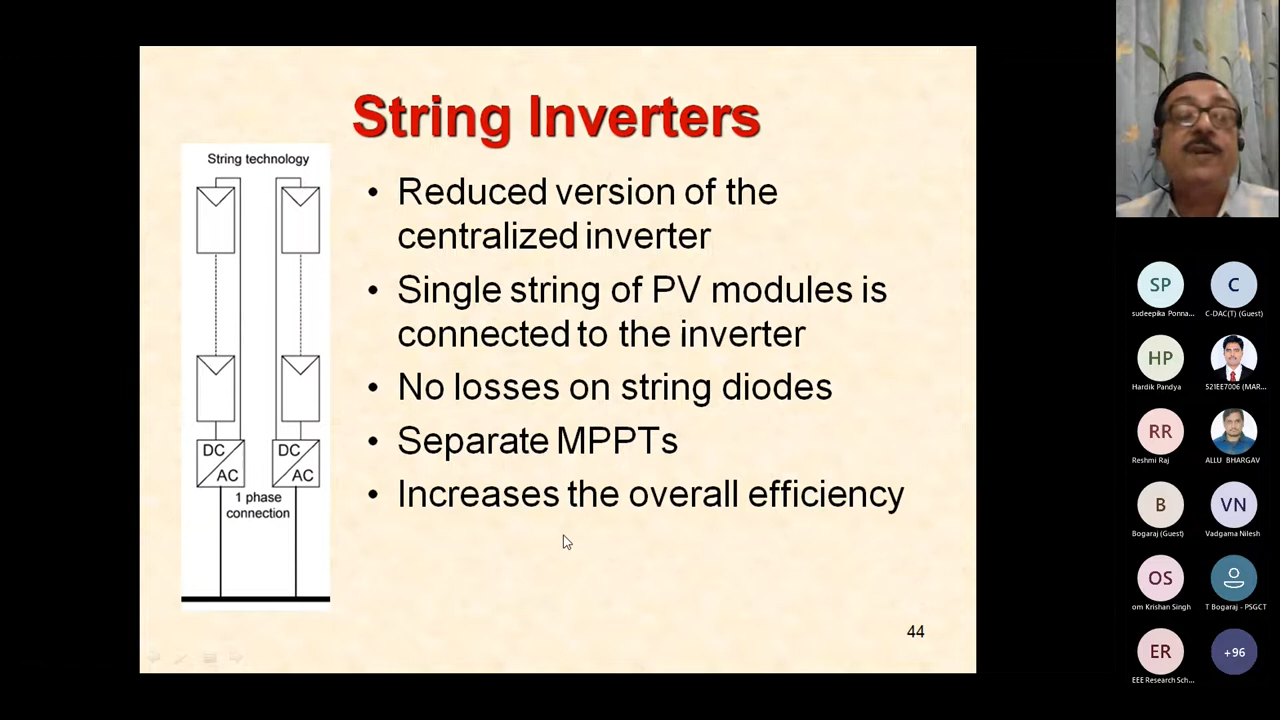 String Inverters
String technology
DC
AC
DC
AC
1 phase
connection
• Reduced version of the
centralized inverter
• Single string of PV modules is
connected to the inverter
• No losses on string diodes
• Separate MPPTs
• Increases the overall efficiency
44
SP
sudeepika Ponna...
C
C-DAC(T) (Guest)
HP
Hardik Pandya
521EE7006 (MAR...
RR
Reshmi Raj
ALLU BHARGAV
B
Bogaraj (Guest)
VN
Vadgama Nilesh
OS
om Krishan Singh
T Bogaraj - PSGCT
ER
EEE Research Sch...
+96